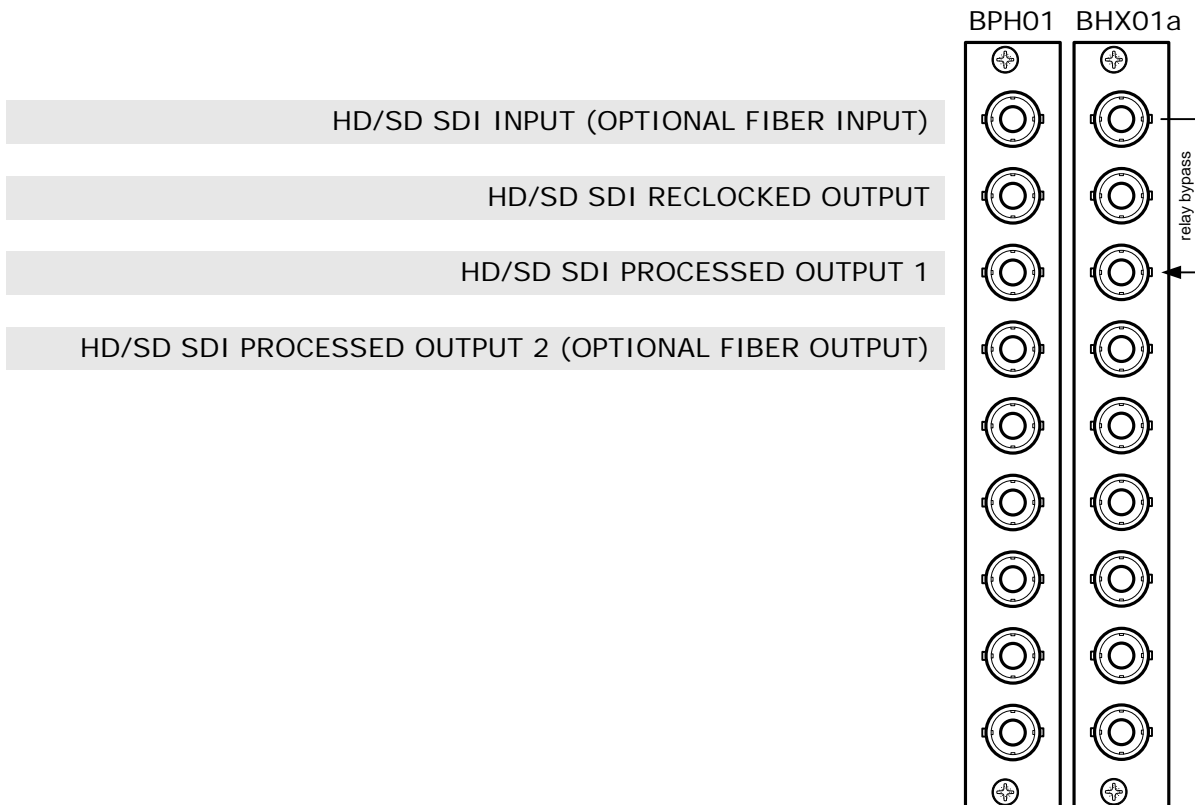 BPH01 BHX01a
HD/SD SDI INPUT (OPTIONAL FIBER INPUT)
HD/SD SDI RECLOCKED OUTPUT
relay bypass
HD/SD SDI PROCESSED OUTPUT 1
HD/SD SDI PROCESSED OUTPUT 2 (OPTIONAL FIBER OUTPUT)